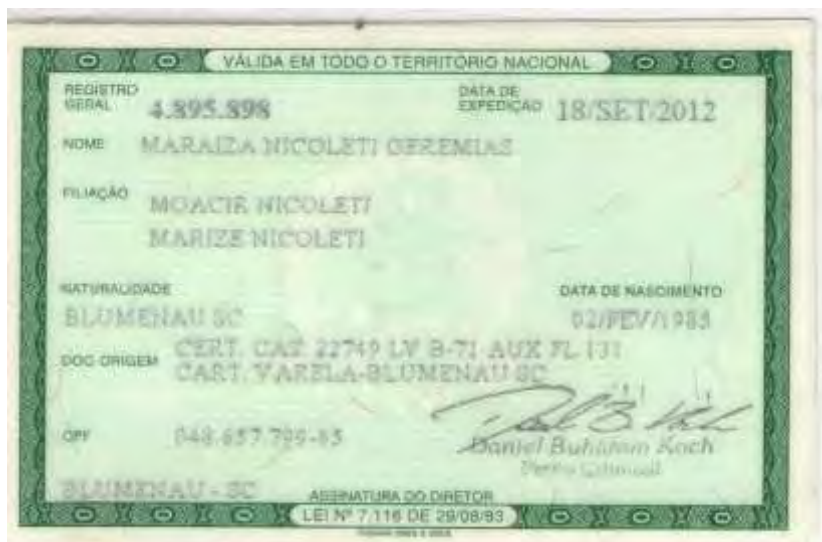 VÁLIDA EM TODO O TERRITÓRIO NACIONAL
REGISTRO GERAL 4.895.898 DATA DE EXPEDIÇÃO 18/SET/2012
NOME MARAIZA NICOLETI GEREMIAS
FILIAÇÃO MOACIR NICOLETI
MARIZE NICOLETI
NATURALIDADE DATA DE NASCIMENTO
BLUMENAU SC 02/FEV/1985
DOC ORIGEM CERT. CAS 22749 LV B-71 AUX FL 131
CART. VARELA-BLUMENAU SC
CPF
Daniel Koch
BLUMENAU - SC ASSINATURA DO DIRETOR
LEI Nº 7.116 DE 29/08/83